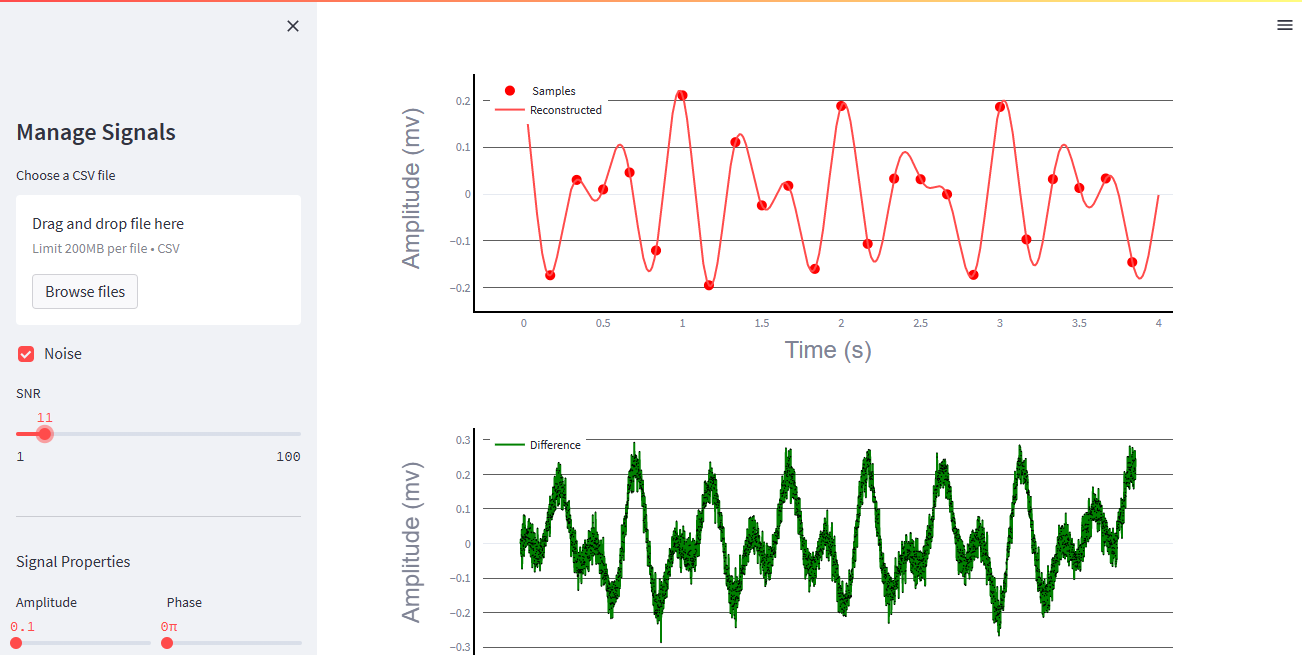 Manage Signals
Choose a CSV file
Drag and drop file here
Limit 200MB per file • CSV
Browse files
Noise
SNR
11
1 100
Signal Properties
Amplitude Phase
0.1 0π
Samples
Reconstructed
0.2
0.1
0
−0.1
−0.2
Amplitude (mv)
0 0.5 1 1.5 2 2.5 3 3.5 4
Time (s)
Difference
0.3
0.2
0.1
0
−0.1
−0.2
−0.3
Amplitude (mv)